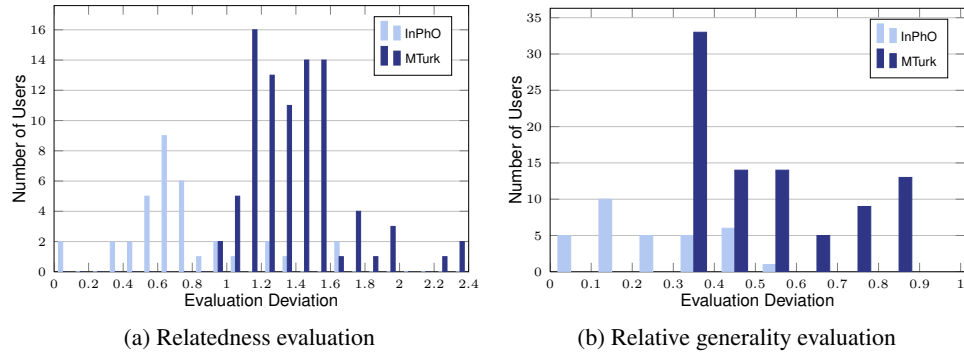 InPhO
MTurk
Number of Users
16
14
12
10
8
6
4
2
0
0 0.2 0.4 0.6 0.8 1 1.2 1.4 1.6 1.8 2 2.2 2.4
Evaluation Deviation
(a) Relatedness evaluation
InPhO
MTurk
Number of Users
35
30
25
20
15
10
5
0
0 0.1 0.2 0.3 0.4 0.5 0.6 0.7 0.8 0.9 1
Evaluation Deviation
(b) Relative generality evaluation